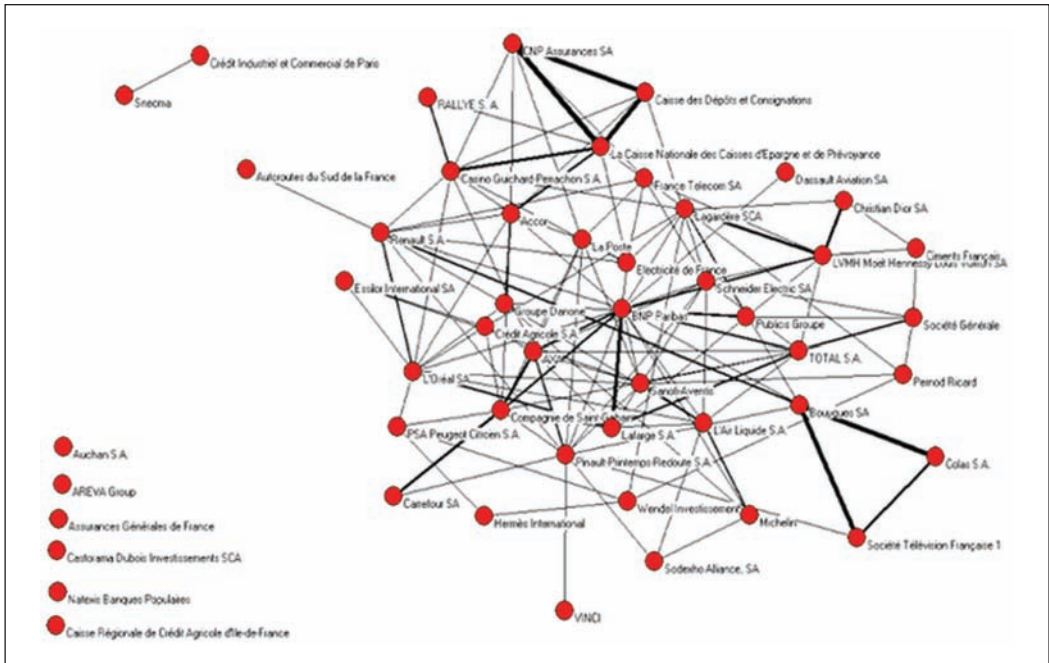 CNP Assurances SA
Crédit Industriel et Commercial de Paris
Snecma
Caisse des Dépôts et Consignations
RALLYE S. A.
La Caisse Nationale des Caisses d'Epargne et de Prévoyance
Autoroutes du Sud de la France
Casino Guichard-Perrachon S.A.
France Telecom SA
Dassault Aviation SA
Christian Dior SA
Lagardère SCA
Accor
Renault S.A.
La Poste
Ciments Français
LVMH Moët Hennessy Louis Vuitton SA
Electricité de France
Essilor International SA
Schneider Electric SA
Groupe Danone
BNP Paribas
Publicis Groupe
Société Générale
Crédit Agricole S.A.
AXA
TOTAL S.A.
L'Oréal SA
Sanofi-Aventis
Pernod Ricard
Compagnie de Saint-Gobain
Bouygues SA
PSA Peugeot Citroën S.A.
Lafarge S.A.
L'Air Liquide S.A.
Auchan S.A.
Pinault-Printemps-Redoute S.A.
Colas S.A.
AREVA Group
Carrefour SA
Wendel Investissement
Hermès International
Michelin
Assurances Générales de France
Société Télévision Française 1
Castorama Dubois Investissements SCA
Sodexho Alliance, SA
Natexis Banques Populaires
VINCI
Caisse Régionale de Crédit Agricole d'Ile-de-France